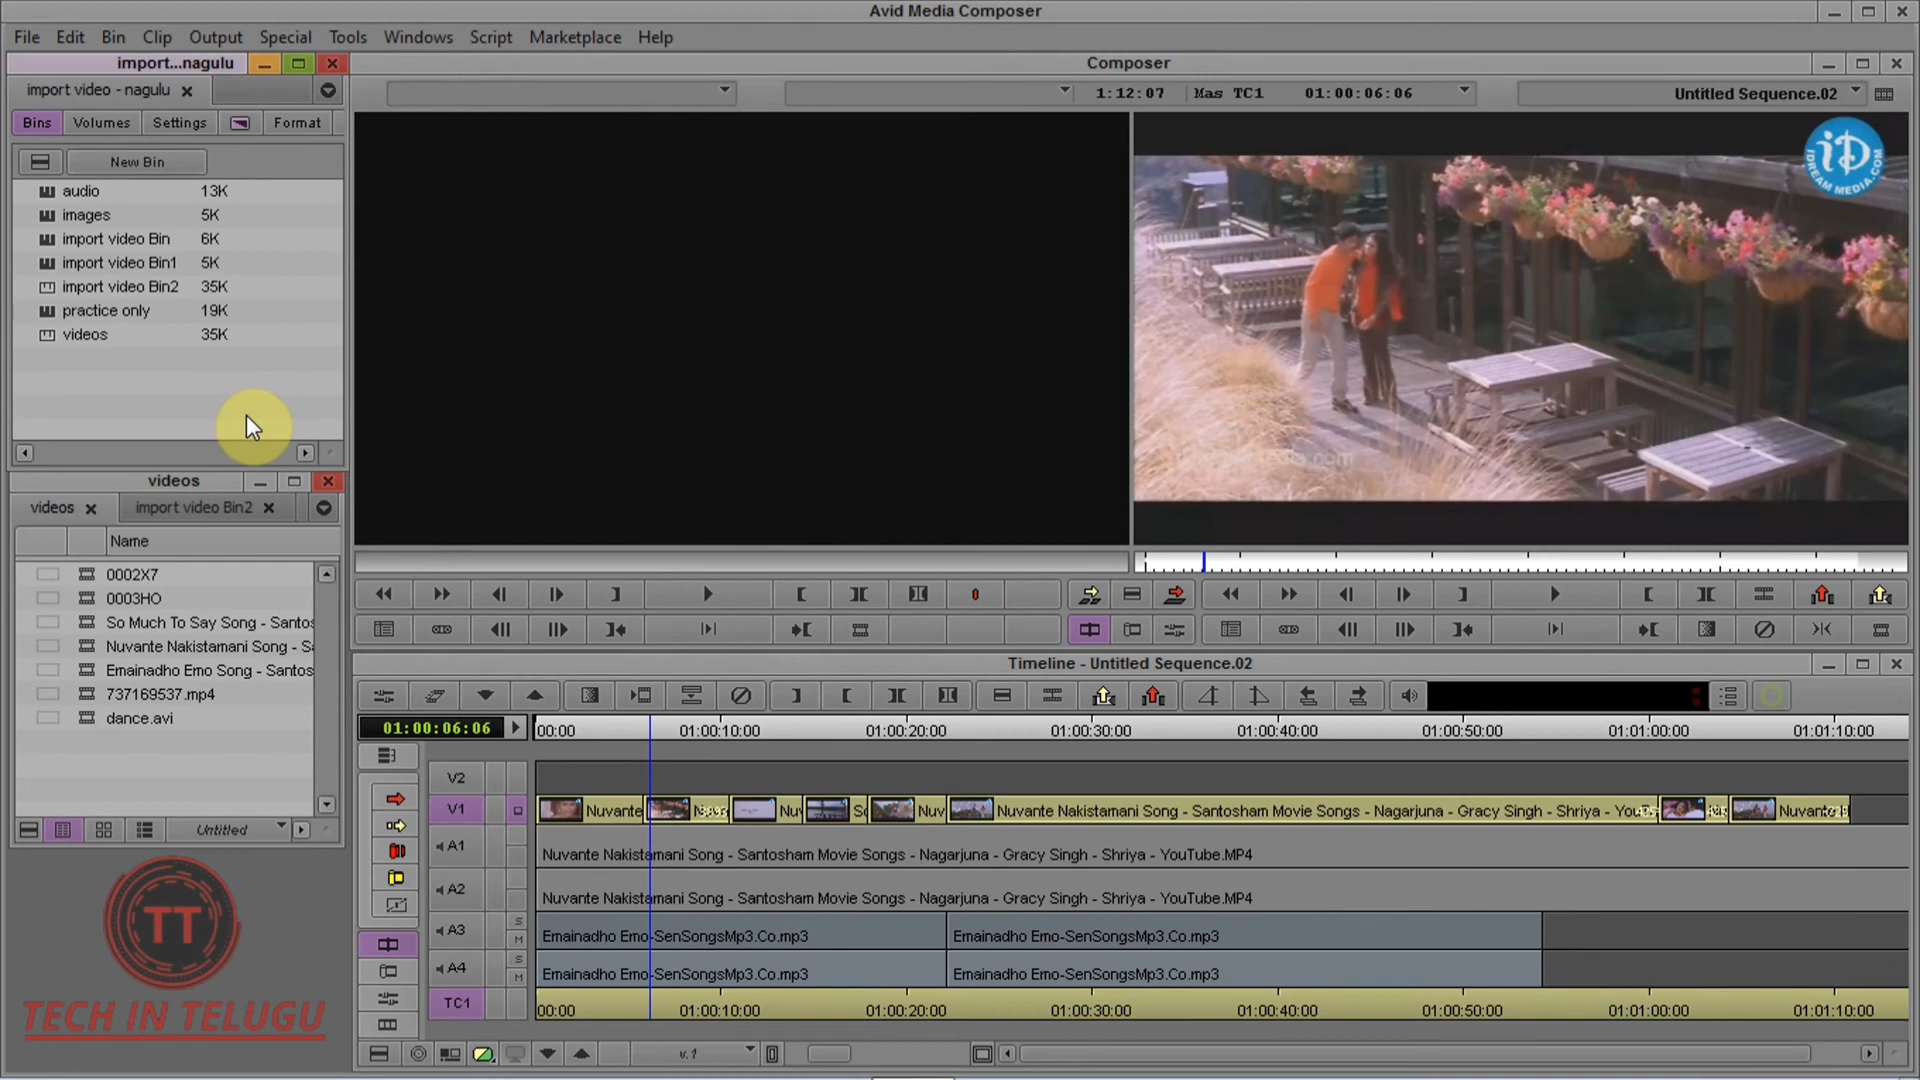 Avid Media Composer
File Edit Bin Clip Output Special Tools Windows Script Marketplace Help
import...nagulu
import video - nagulu
Bins Volumes Settings Format
New Bin
audio 13K
images 5K
import video Bin 6K
import video Bin1 5K
import video Bin2 35K
practice only 19K
videos 35K
videos
videos import video Bin2
Name
0002X7
0003HO
So Much To Say Song - Santos
Nuvante Nakistamani Song - Sa
Emainadho Emo Song - Santos
737169537.mp4
dance.avi
Untitled
TT
TECH IN TELUGU
Composer
1:12:07 Mas TC1 01:00:06:06 Untitled Sequence.02
iD
IDREAM MEDIA.COM
Timeline - Untitled Sequence.02
01:00:06:06 00:00 01:00:10:00 01:00:20:00 01:00:30:00 01:00:40:00 01:00:50:00 01:01:00:00 01:01:10:00
V2
V1 Nuvante Nuv Nuvante Nakistamani Song - Santosham Movie Songs - Nagarjuna - Gracy Singh - Shriya - You Nuvante
A1 Nuvante Nakistamani Song - Santosham Movie Songs - Nagarjuna - Gracy Singh - Shriya - YouTube.MP4
A2 Nuvante Nakistamani Song - Santosham Movie Songs - Nagarjuna - Gracy Singh - Shriya - YouTube.MP4
A3 S M Emainadho Emo-SenSongsMp3.Co.mp3 Emainadho Emo-SenSongsMp3.Co.mp3
A4 S M Emainadho Emo-SenSongsMp3.Co.mp3 Emainadho Emo-SenSongsMp3.Co.mp3
TC1 00:00 01:00:10:00 01:00:20:00 01:00:30:00 01:00:40:00 01:00:50:00 01:01:00:00 01:01:10:00
v.1